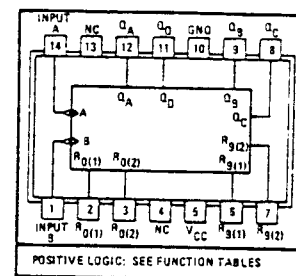 INPUT
A NC QA QD GND QB QC
14 13 12 11 10 9 8
QA QD QB
A
QC
B
R0(1) R0(2) R9(2)
R9(1)
1 2 3 4 5 6 7
INPUT R0(1) R0(2) NC VCC R9(1) R9(2)
B
POSITIVE LOGIC: SEE FUNCTION TABLES